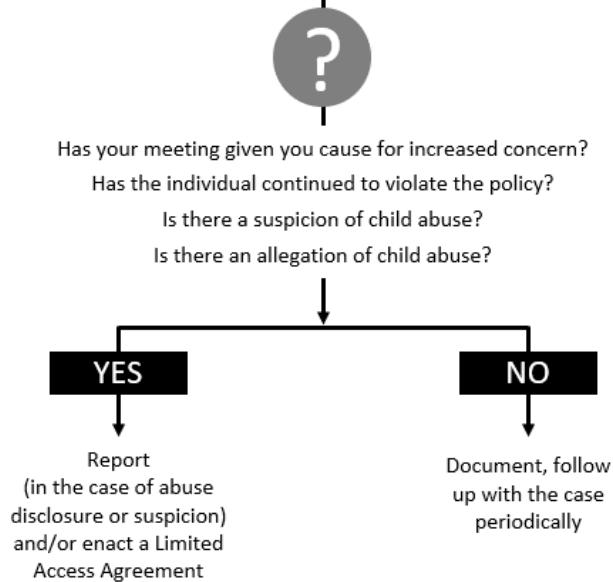 ?
Has your meeting given you cause for increased concern?
Has the individual continued to violate the policy?
Is there a suspicion of child abuse?
Is there an allegation of child abuse?
YES
Report
(in the case of abuse
disclosure or suspicion)
and/or enact a Limited
Access Agreement
NO
Document, follow
up with the case
periodically